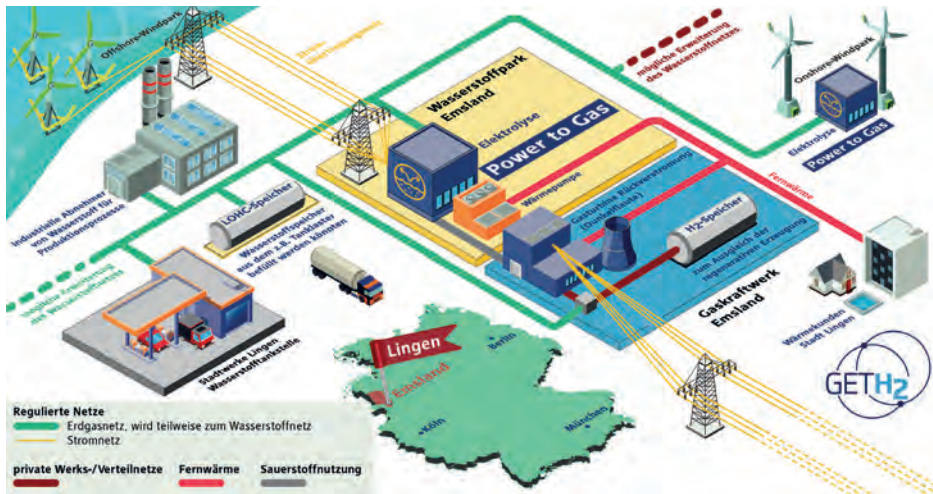 Offshore-Windpark
Strom-
übertragungsnetz
mögliche Erweiterung
des Wasserstoffnetzes
Onshore-Windpark
Elektrolyse
Power to Gas
Wasserstoffpark
Emsland
Elektrolyse
Power to Gas
Wärmepumpe
Fernwärme
Gasturbine Rückverstromung
(Dunkelflaute)
H₂-Speicher
zum Ausgleich der
regenerativen Erzeugung
Gaskraftwerk
Emsland
Industrielle Abnehmer
von Wasserstoff für
Produktionsprozesse
LOHC-Speicher
Wasserstoffspeicher
aus dem z.B. Tanklaster
befüllt werden könnten
mögliche Erweiterung
des Wasserstoffnetzes
Stadtwerke Lingen
Wasserstofftankstelle
Wärmekunden
Stadt Lingen
Lingen
Emsland
Berlin
Köln
München
GETH2
Regulierte Netze
Erdgasnetz, wird teilweise zum Wasserstoffnetz
Stromnetz
private Werks-/Verteilnetze Fernwärme Sauerstoffnutzung